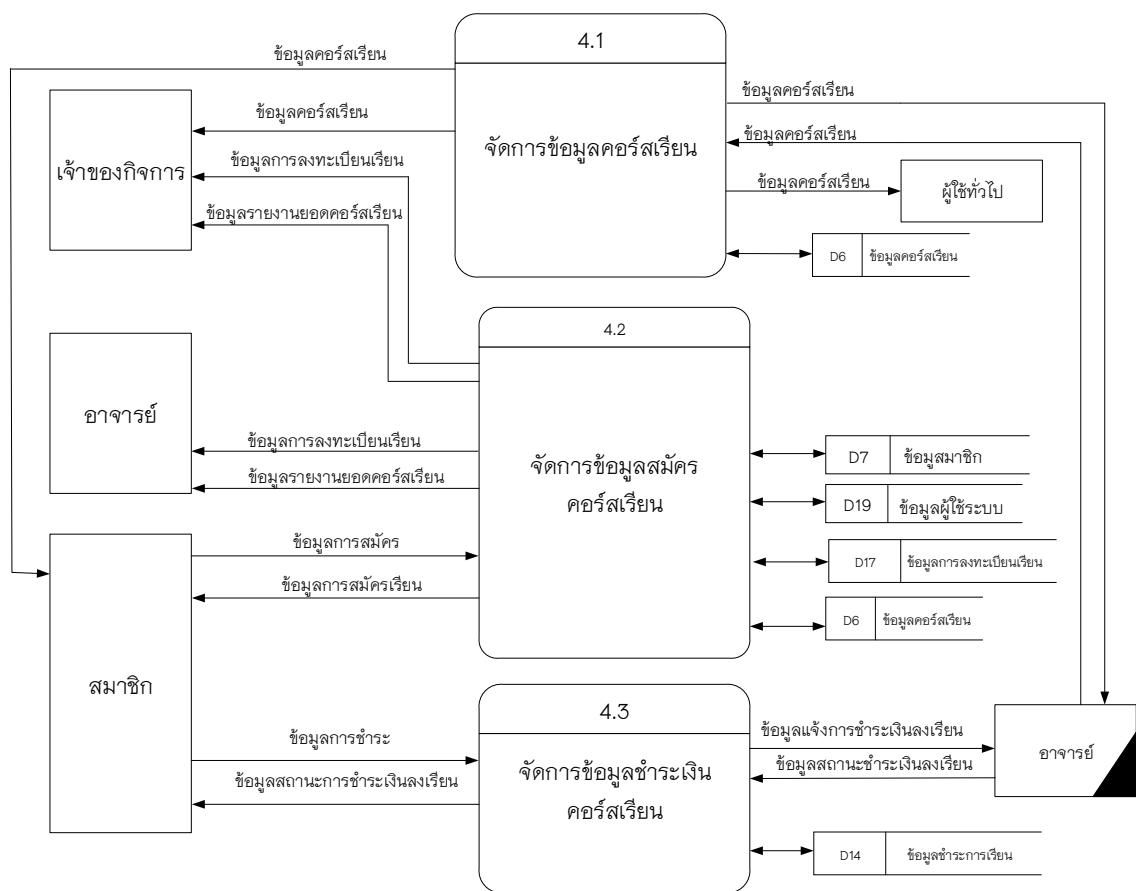 4.1
ข้อมูลคอร์สเรียน
จัดการข้อมูลคอร์สเรียน
ข้อมูลคอร์สเรียน
ข้อมูลคอร์สเรียน
ข้อมูลคอร์สเรียน
ข้อมูลคอร์สเรียน
เจ้าของกิจการ
ข้อมูลการลงทะเบียนเรียน
ข้อมูลรายงานยอดคอร์สเรียน
ผู้ใช้ทั่วไป
D6 ข้อมูลคอร์สเรียน
4.2
จัดการข้อมูลสมัคร
คอร์สเรียน
อาจารย์
ข้อมูลการลงทะเบียนเรียน
ข้อมูลรายงานยอดคอร์สเรียน
D7 ข้อมูสมาชิก
D19 ข้อมูลผู้ใช้ระบบ
D17 ข้อมูลการลงทะเบียนเรียน
D6 ข้อมูลคอร์สเรียน
ข้อมูลการสมัคร
ข้อมูลการสมัครเรียน
สมาชิก
4.3
จัดการข้อมูลชำระเงิน
คอร์สเรียน
ข้อมูลการชำระ
ข้อมูลสถานะการชำระเงินลงเรียน
ข้อมูลแจ้งการชำระเงินลงเรียน
ข้อมูลสถานะชำระเงินลงเรียน
อาจารย์
D14 ข้อมูลชำระการเรียน